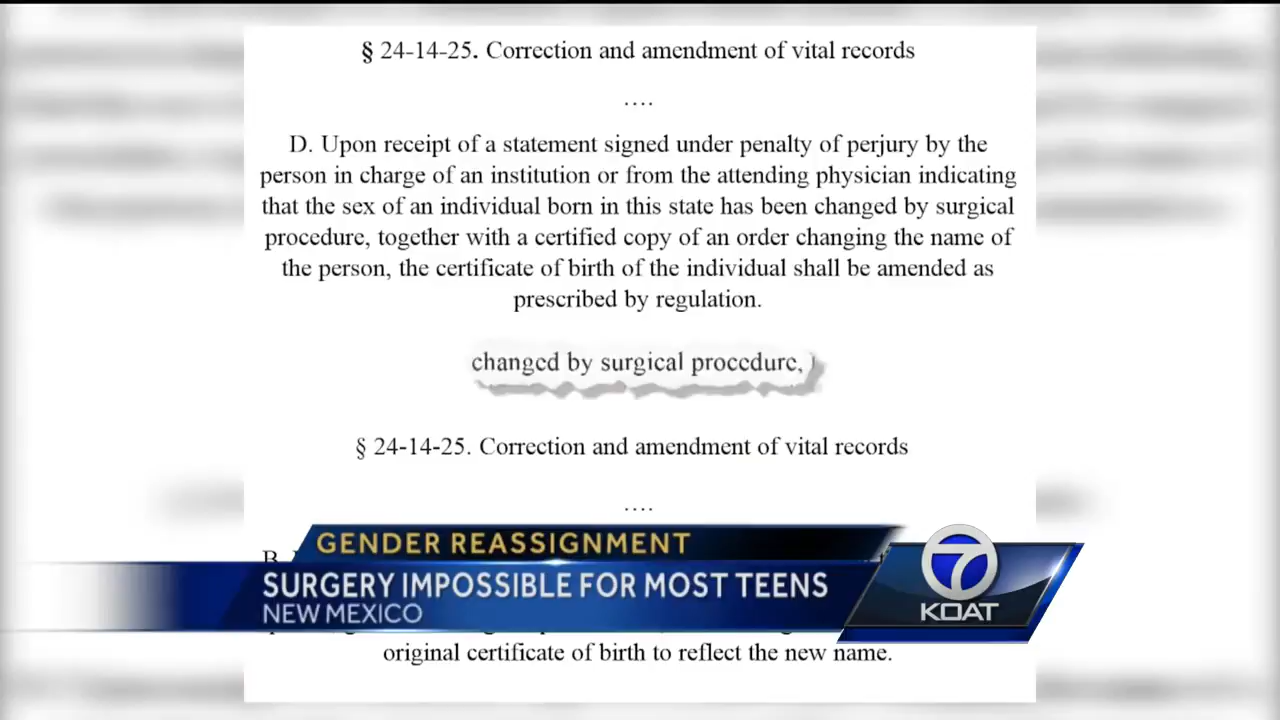 § 24-14-25. Correction and amendment of vital records
....
D. Upon receipt of a statement signed under penalty of perjury by the
person in charge of an institution or from the attending physician indicating
that the sex of an individual born in this state has been changed by surgical
procedure, together with a certified copy of an order changing the name of
the person, the certificate of birth of the individual shall be amended as
prescribed by regulation.
changed by surgical procedure,
§ 24-14-25. Correction and amendment of vital records
....
B.
GENDER REASSIGNMENT
SURGERY IMPOSSIBLE FOR MOST TEENS
NEW MEXICO
7
KOAT
original certificate of birth to reflect the new name.